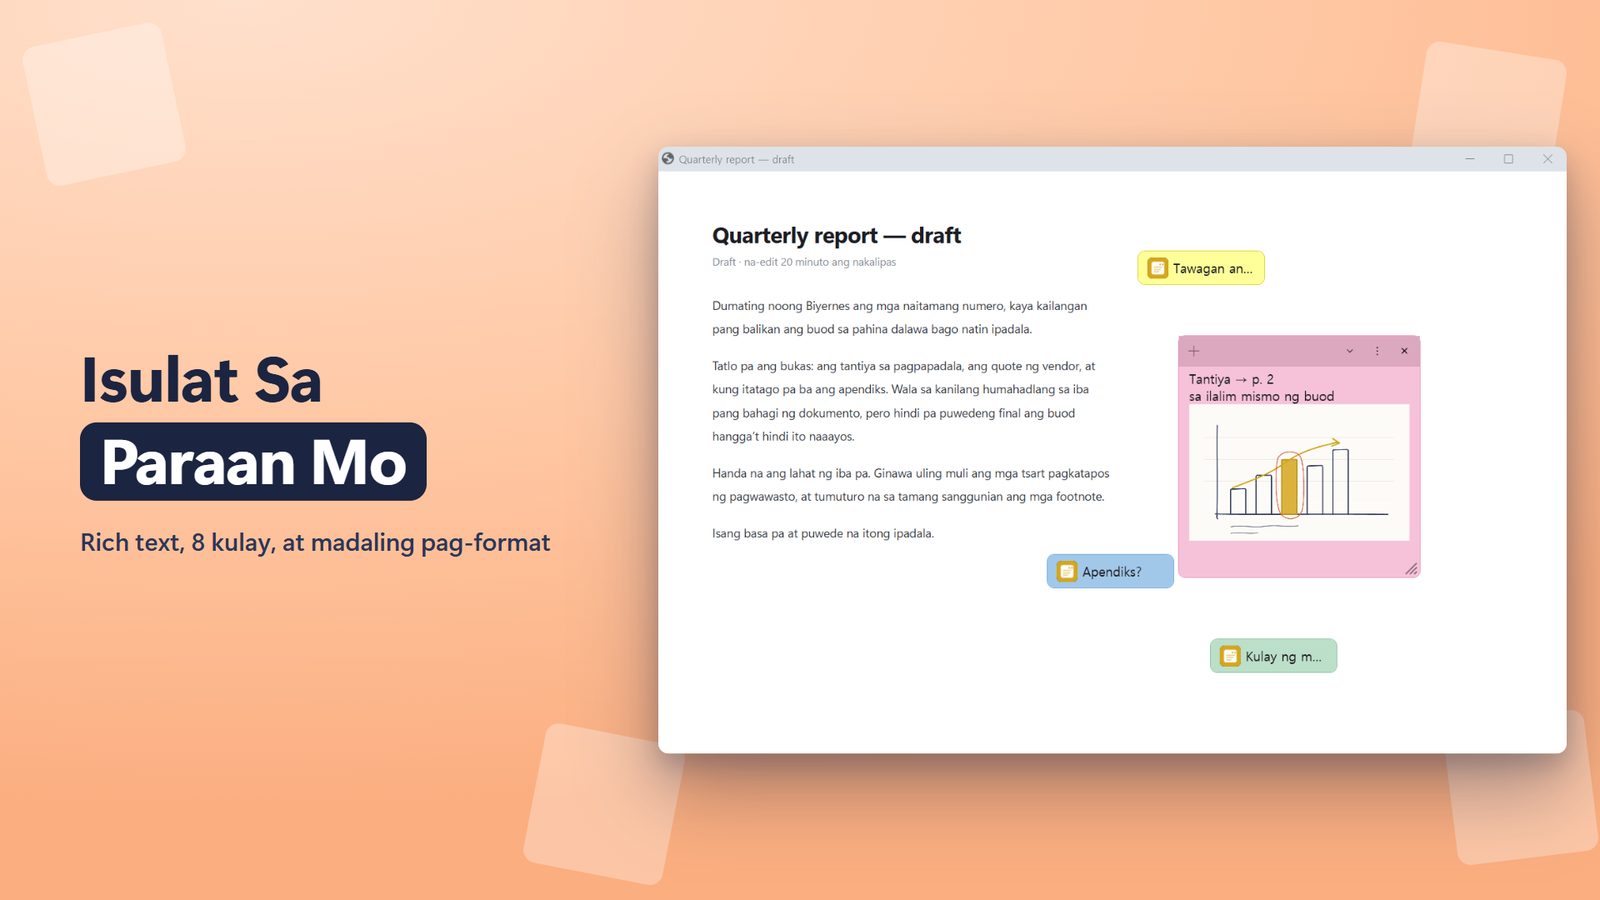 Isulat Sa
Paraan Mo
Rich text, 8 kulay, at madaling pag-format
Quarterly report — draft
Quarterly report — draft
Draft · na-edit 20 minuto ang nakalipas
Dumating noong Biyernes ang mga naitamang numero, kaya kailangan
pang balikan ang buod sa pahina dalawa bago natin ipadala.
Tatlo pa ang bukas: ang tantiya sa pagpapadala, ang quote ng vendor, at
kung itatago pa ba ang apendiks. Wala sa kanilang humahadlang sa iba
pang bahagi ng dokumento, pero hindi pa puwedeng final ang buod
hangga't hindi ito naaayos.
Handa na ang lahat ng iba pa. Ginawa uling muli ang mga tsart pagkatapos
ng pagwawasto, at tumuturo na sa tamang sanggunian ang mga footnote.
Isang basa pa at puwede na itong ipadala.
Tawagan an...
Tantiya → p. 2
sa ilalim mismo ng buod
Apendiks?
Kulay ng m...